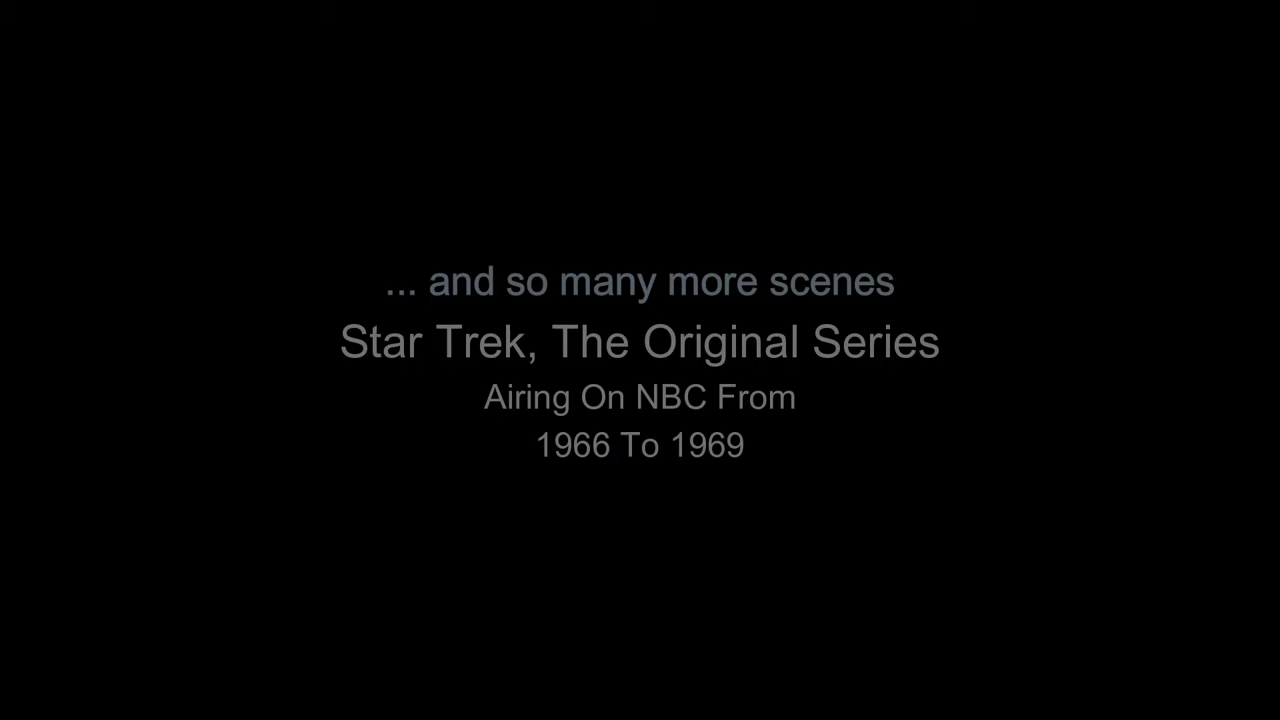 ... and so many more scenes
Star Trek, The Original Series
Airing On NBC From
1966 To 1969